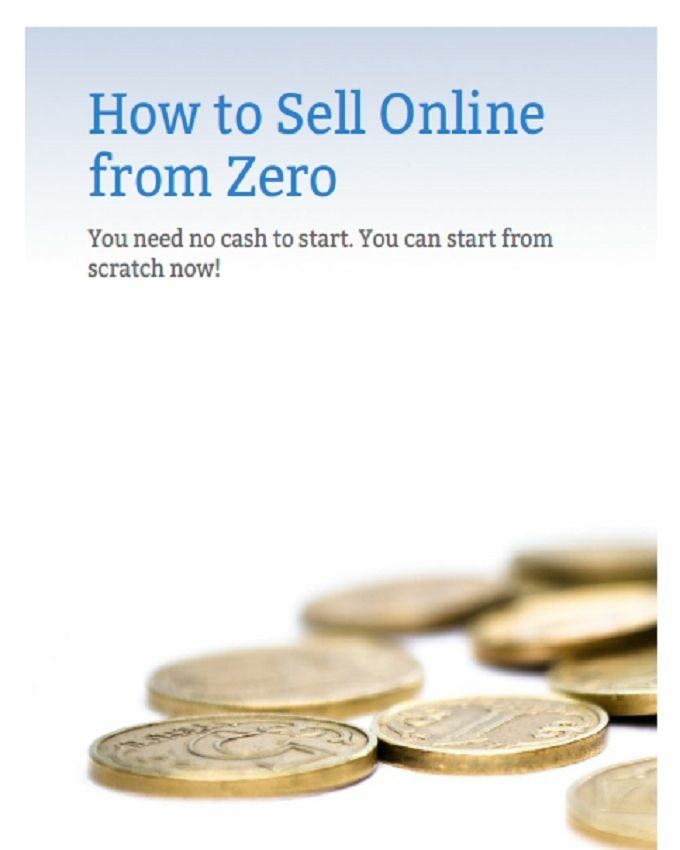 How to Sell Online
from Zero
You need no cash to start. You can start from
scratch now!